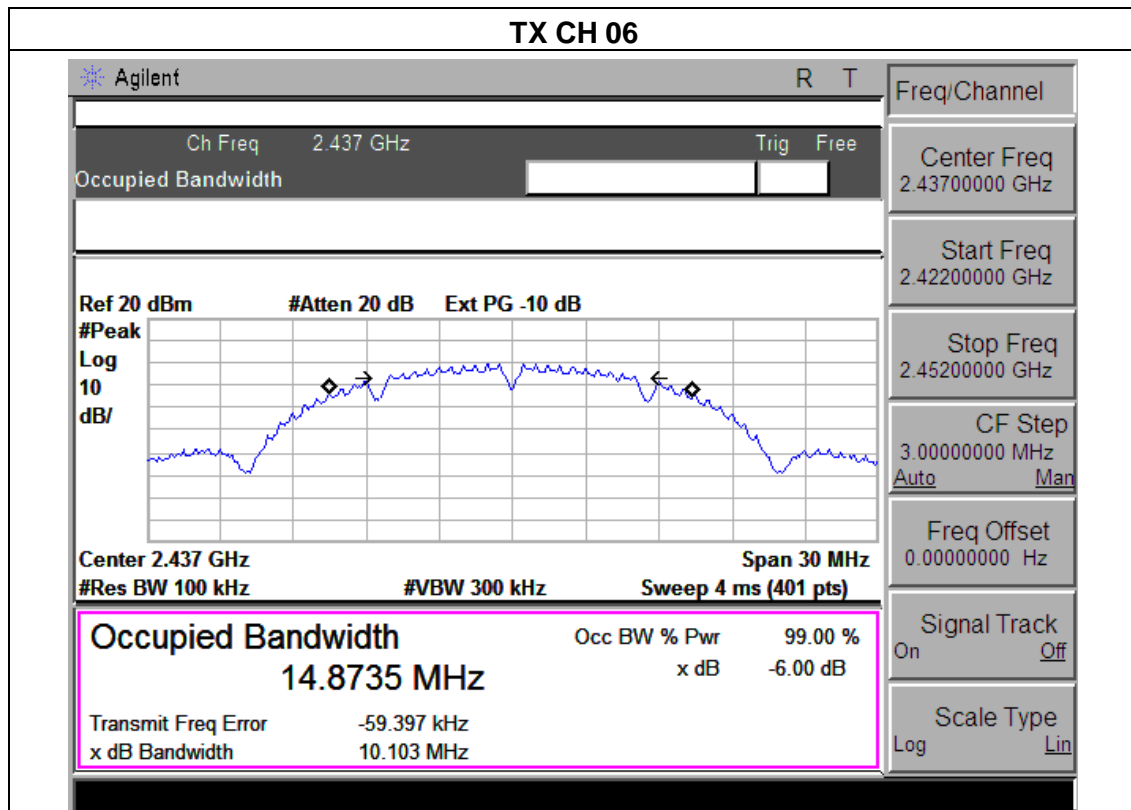 TX CH 06
Agilent R T
Freq/Channel
Ch Freq 2.437 GHz Trig Free
Occupied Bandwidth
Center Freq
2.43700000 GHz
Start Freq
2.42200000 GHz
Ref 20 dBm #Atten 20 dB Ext PG -10 dB
#Peak
Log
10
dB/
Stop Freq
2.45200000 GHz
CF Step
3.00000000 MHz
Auto Man
Center 2.437 GHz Span 30 MHz
#Res BW 100 kHz #VBW 300 kHz Sweep 4 ms (401 pts)
Freq Offset
0.00000000 Hz
Occupied Bandwidth Occ BW % Pwr 99.00 %
14.8735 MHz x dB -6.00 dB
Transmit Freq Error -59.397 kHz
x dB Bandwidth 10.103 MHz
Signal Track
On Off
Scale Type
Log Lin